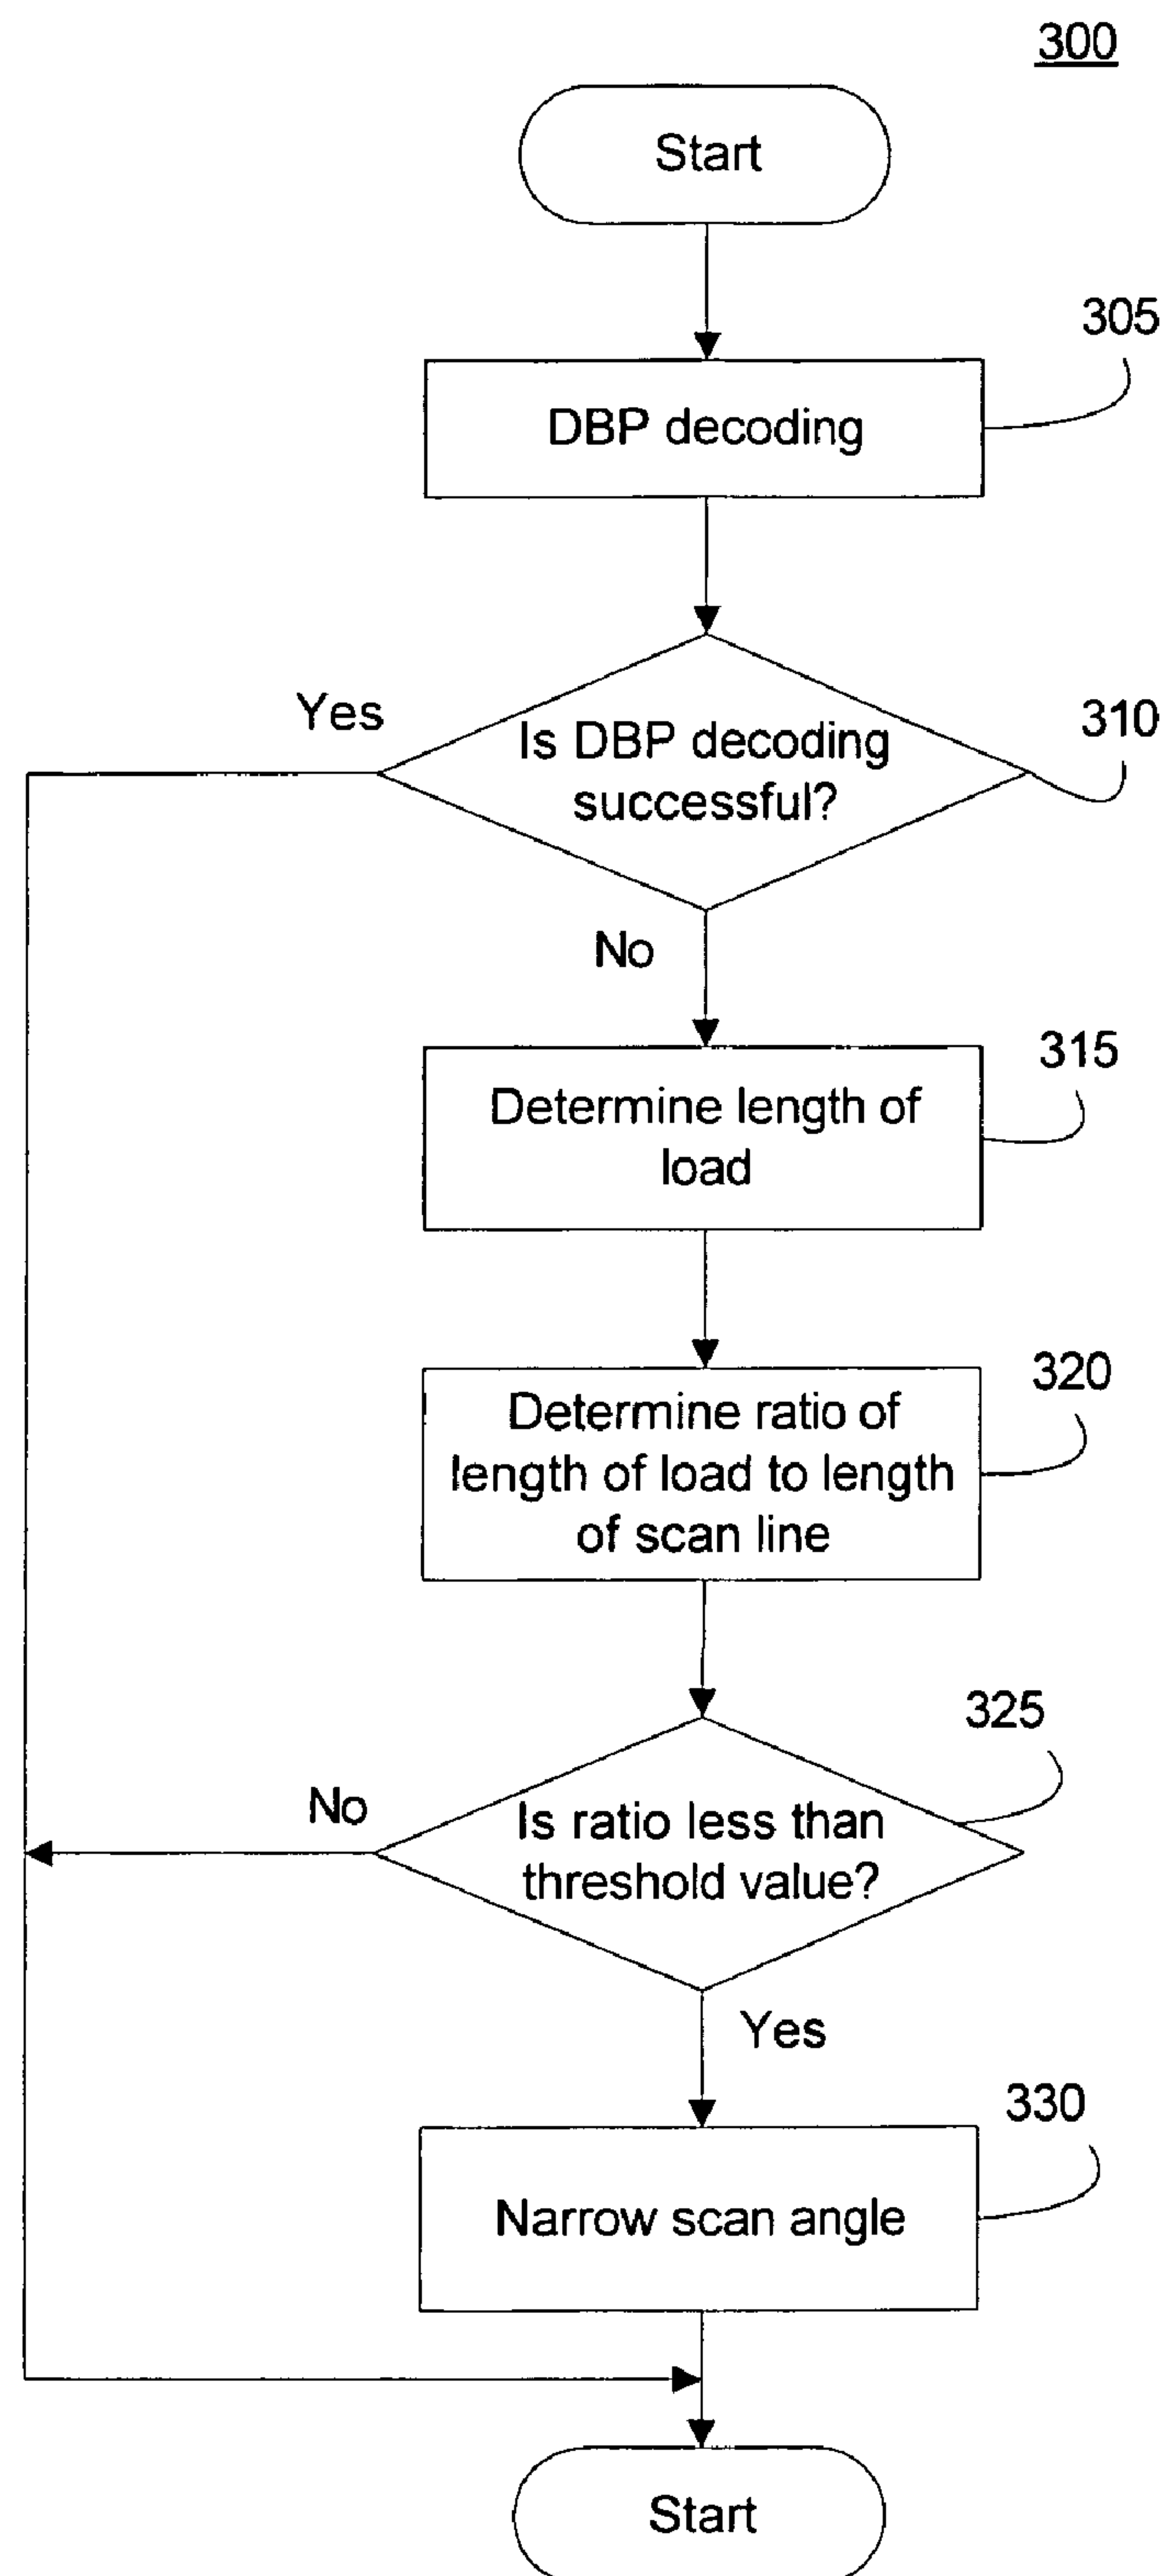 300
Start
305
DBP decoding
Yes
Is DBP decoding
successful?
310
No
315
Determine length of
load
320
Determine ratio of
length of load to length
of scan line
325
No
Is ratio less than
threshold value?
Yes
330
Narrow scan angle
Start